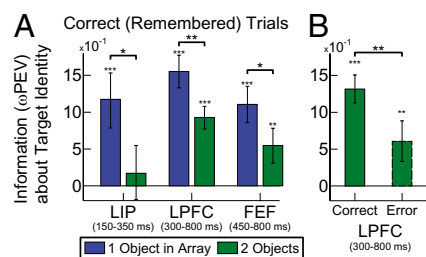 A Correct (Remembered) Trials
Information (ωPEV)
about Target Identity
x10⁻¹
15
10
5
0
*
***
**
***
***
*
***
**
LIP
(150-350 ms)
LPFC
(300-800 ms)
FEF
(450-800 ms)
1 Object in Array
2 Objects
B
x10⁻¹
15
10
5
0
**
***
**
Correct
Error
LPFC
(300-800 ms)